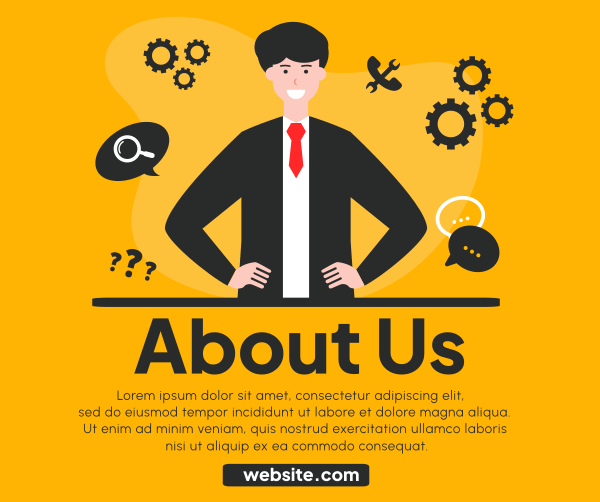 ???
About Us
Lorem ipsum dolor sit amet, consectetur adipiscing elit,
sed do eiusmod tempor incididunt ut labore et dolore magna aliqua.
Ut enim ad minim veniam, quis nostrud exercitation ullamco laboris
nisi ut aliquip ex ea commodo consequat.
website.com